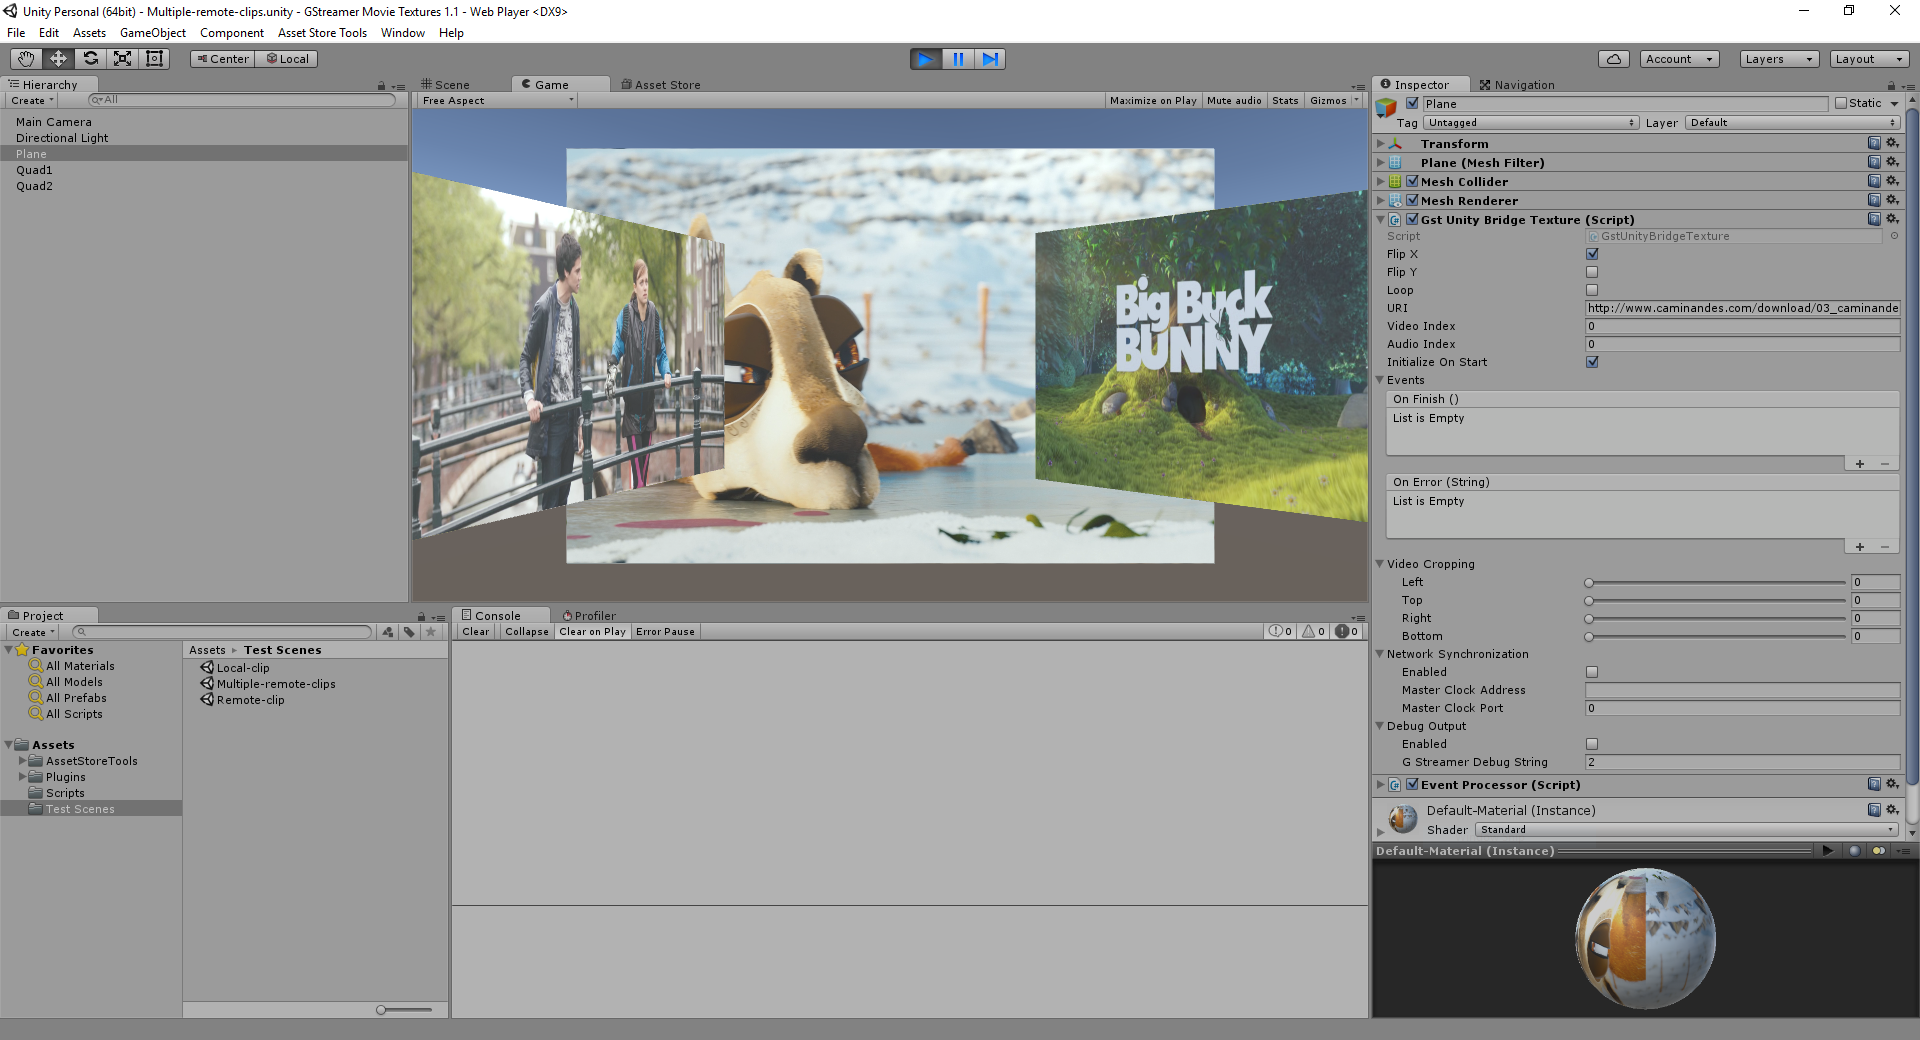 Unity Personal (64bit) - Multiple-remote-clips.unity - GStreamer Movie Textures 1.1 - Web Player <DX9>
File Edit Assets GameObject Component Asset Store Tools Window Help
Center Local
Account Layers Layout
Hierarchy
Create All
Main Camera
Directional Light
Plane
Quad1
Quad2
Scene Game Asset Store
Free Aspect Maximize on Play Mute audio Stats Gizmos
Big Buck
BUNNY
Project
Create
Favorites
All Materials
All Models
All Prefabs
All Scripts
Assets
AssetStoreTools
Plugins
Scripts
Test Scenes
Assets Test Scenes
Local-clip
Multiple-remote-clips
Remote-clip
Console Profiler
Clear Collapse Clear on Play Error Pause 0 0 0
Inspector Navigation
Plane Static
Tag Untagged Layer Default
Transform
Plane (Mesh Filter)
Mesh Collider
Mesh Renderer
Gst Unity Bridge Texture (Script)
Script GstUnityBridgeTexture
Flip X
Flip Y
Loop
URI http://www.caminandes.com/download/03_caminande
Video Index 0
Audio Index 0
Initialize On Start
Events
On Finish ()
List is Empty
On Error (String)
List is Empty
Video Cropping
Left 0
Top 0
Right 0
Bottom 0
Network Synchronization
Enabled
Master Clock Address
Master Clock Port 0
Debug Output
Enabled
G Streamer Debug String 2
Event Processor (Script)
Default-Material (Instance)
Shader Standard
Default-Material (Instance)